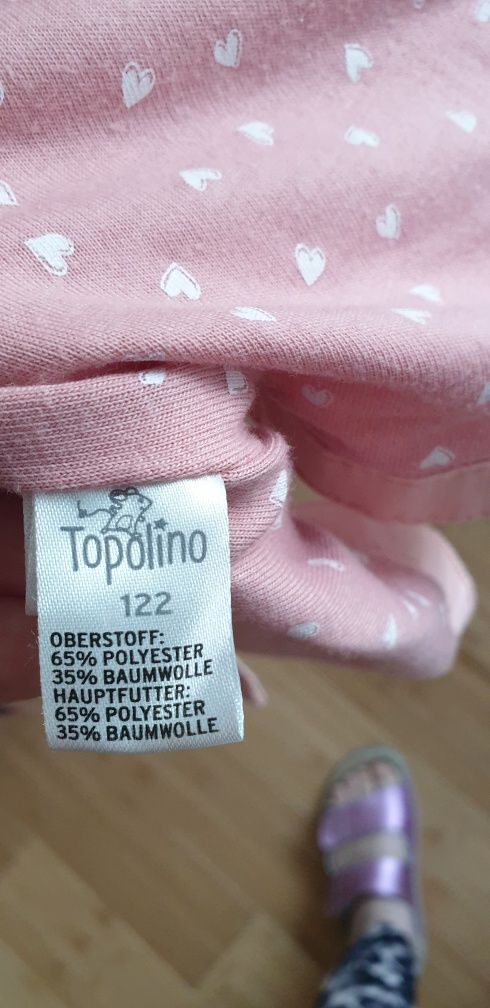 Topolino
122
OBERSTOFF:
65% POLYESTER
35% BAUMWOLLE
HAUPTFUTTER:
65% POLYESTER
35% BAUMWOLLE